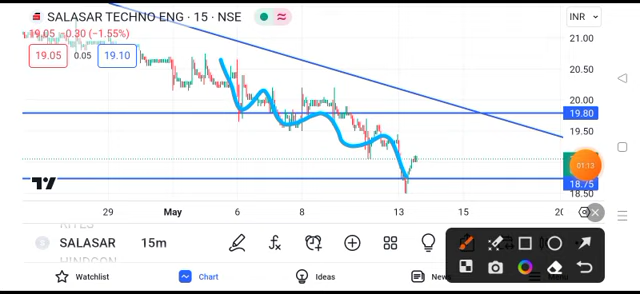 SALASAR TECHNO ENG · 15 · NSE
INR
19.05 −0.30 (−1.55%)
19.05 0.05 19.10
21.00
20.50
20.00
19.80
19.50
01:13
18.75
18.50
29 May 6 8 13 15 20
SALASAR 15m
Watchlist Chart Ideas News Menu